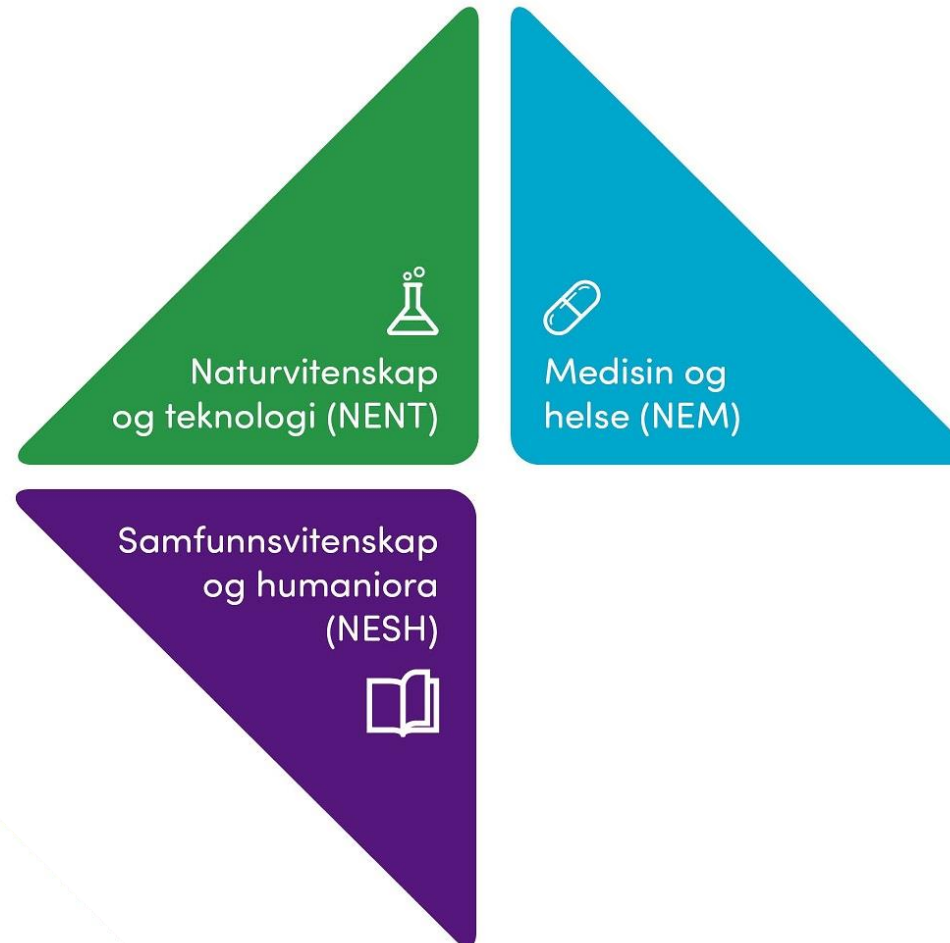 Naturvitenskap
og teknologi (NENT)
Medisin og
helse (NEM)
Samfunnsvitenskap
og humaniora
(NESH)